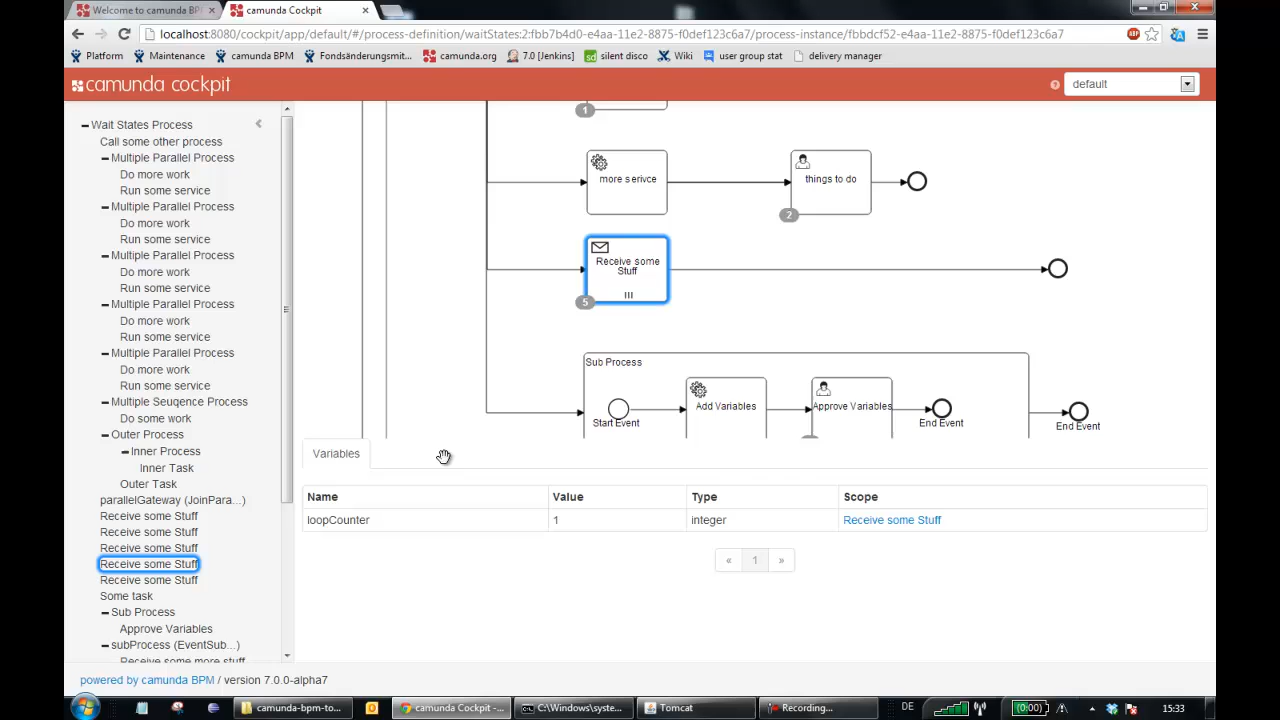 Welcome to camunda BP
camunda Cockpit
localhost:8080/cockpit/app/default/#/process-definition/waitStates:2:fbb7b4d0-e4aa-11e2-8875-f0def123c6a7/process-instance/fbbdcf52-e4aa-11e2-8875-f0def123c6a7/
Platform
Maintenance
camunda BPM
Fondsänderungsmit...
camunda.org
7.0 [Jenkins]
silent disco
Wiki
user group stat
delivery manager
camunda Cockpit
default
Wait States Process
Call some other process
Multiple Parallel Process
Do more work
Run some service
Multiple Parallel Process
Do more work
Run some service
Multiple Parallel Process
Do more work
Run some service
Multiple Parallel Process
Do more work
Run some service
Multiple Parallel Process
Do more work
Run some service
Multiple Seuqence Process
Do some work
Outer Process
Inner Process
Inner Task
Outer Task
parallelGateway (JoinPara...)
Receive some Stuff
Receive some Stuff
Receive some Stuff
Receive some Stuff
Receive some Stuff
Some task
Sub Process
Approve Variables
subProcess (EventSub...)
Receive some more stuff
1
more serivce
things to do
2
Receive some
Stuff
5
Sub Process
Add Variables
Approve Variables
Start Event
End Event
End Event
Variables
Name Value Type Scope
loopCounter 1 integer Receive some Stuff
« 1 »
powered by camunda BPM / version 7.0.0-alpha7
camunda-bpm-to...
camunda Cockpit -...
C:\Windows\syste...
Tomcat
Recording...
DE
(0:00)
15:33